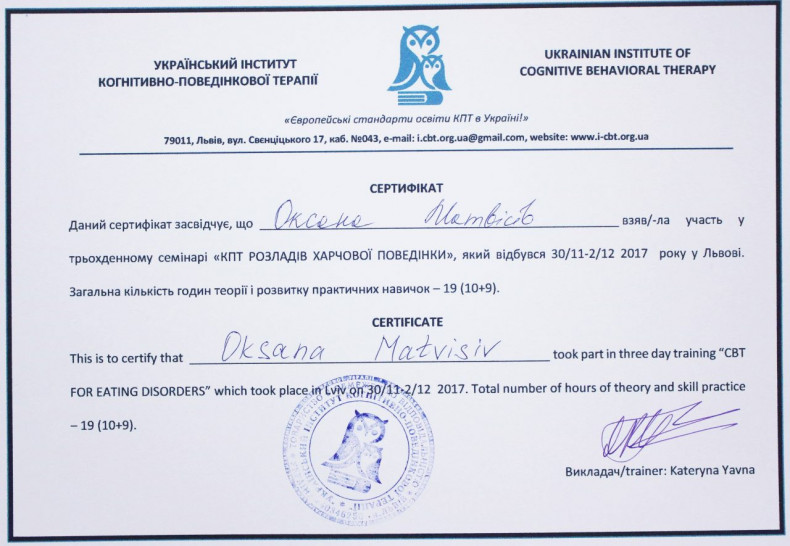 УКРАЇНСЬКИЙ ІНСТИТУТ
КОГНІТИВНО-ПОВЕДІНКОВОЇ ТЕРАПІЇ
UKRAINIAN INSTITUTE OF
COGNITIVE BEHAVIORAL THERAPY
«Європейські стандарти освіти КПТ в Україні!»
79011, Львів, вул. Свєнціцького 17, каб. №043, e-mail: i.cbt.org.ua@gmail.com, website: www.i-cbt.org.ua
СЕРТИФІКАТ
Даний сертифікат засвідчує, що Оксана Матвісів взяв/-ла участь у
трьохденному семінарі «КПТ РОЗЛАДІВ ХАРЧОВОЇ ПОВЕДІНКИ», який відбувся 30/11-2/12 2017 року у Львові.
Загальна кількість годин теорії і розвитку практичних навичок – 19 (10+9).
CERTIFICATE
This is to certify that Oksana Matvisiv took part in three day training “CBT
FOR EATING DISORDERS” which took place in Lviv on 30/11-2/12 2017. Total number of hours of theory and skill practice
– 19 (10+9).
Викладач/trainer: Kateryna Yavna